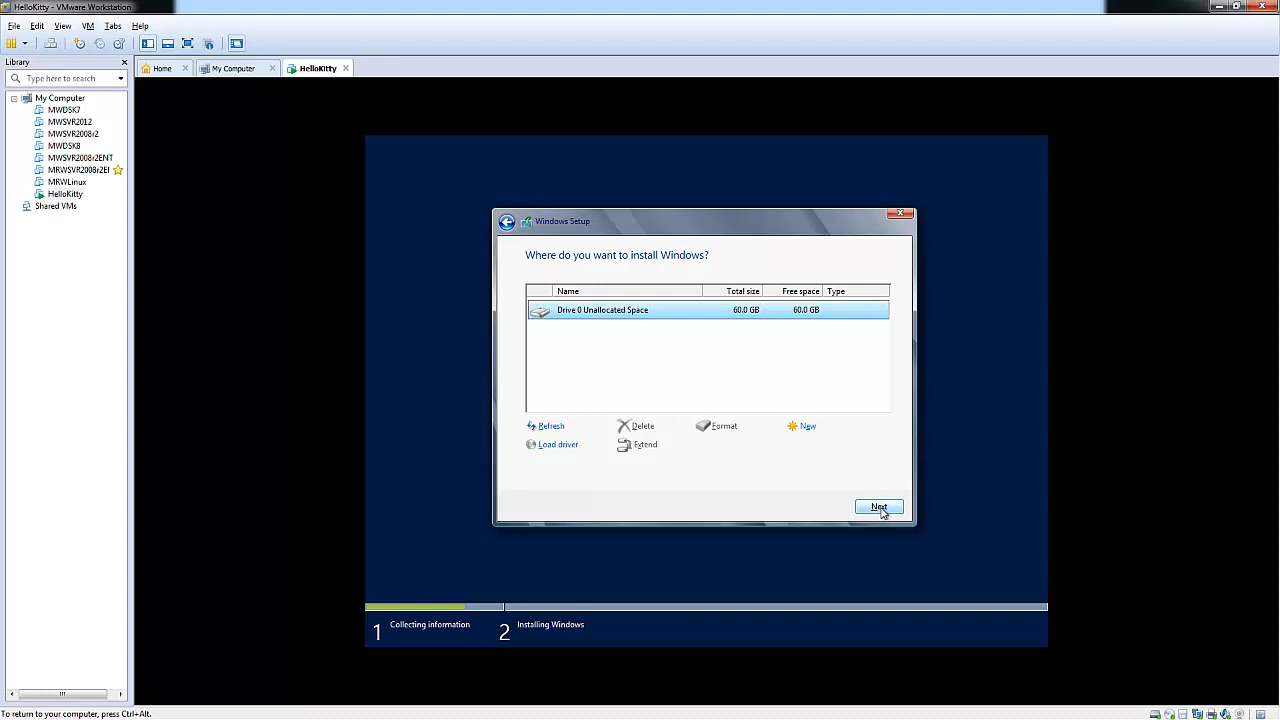 HelloKitty - VMware Workstation
File Edit View VM Tabs Help
Library
Type here to search
Home My Computer HelloKitty
My Computer
MWDSK7
MWSVR2012
MWSVR2008r2
MWDSK8
MWSVR2008r2ENT
MRWSVR2008r2EI
MRWLinux
HelloKitty
Shared VMs
Windows Setup
Where do you want to install Windows?
Name Total size Free space Type
Drive 0 Unallocated Space 60.0 GB 60.0 GB
Refresh Delete Format New
Load driver Extend
Next
1 Collecting information 2 Installing Windows
To return to your computer, press Ctrl+Alt.